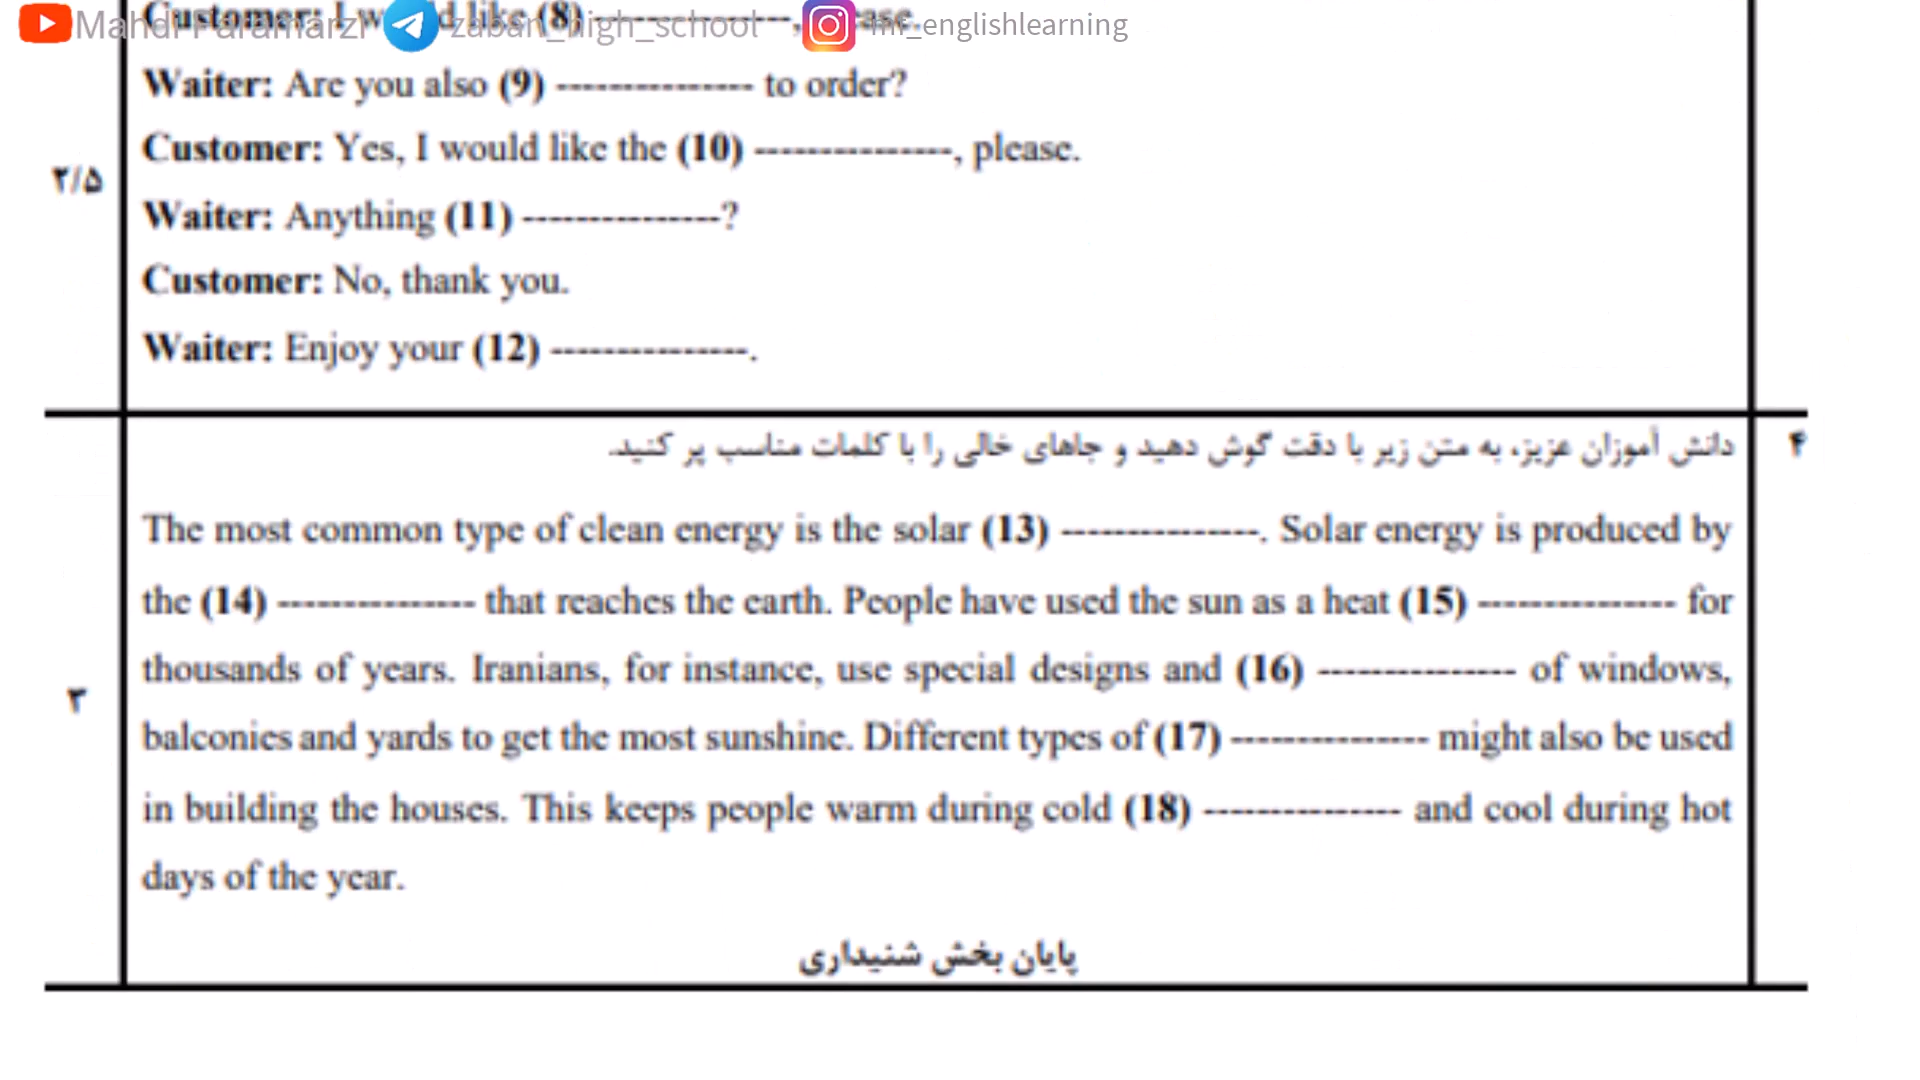 Mahdi Faramarzi zaban_high_school mr_englishlearning
Customer: I would like (8) ---------------, please.
Waiter: Are you also (9) --------------- to order?
Customer: Yes, I would like the (10) ---------------, please.
۲/۵
Waiter: Anything (11) ---------------?
Customer: No, thank you.
Waiter: Enjoy your (12) ---------------.
۴ دانش آموزان عزیز، به متن زیر با دقت گوش دهید و جاهای خالی را با کلمات مناسب پر کنید.
The most common type of clean energy is the solar (13) ---------------. Solar energy is produced by
the (14) --------------- that reaches the earth. People have used the sun as a heat (15) --------------- for
thousands of years. Iranians, for instance, use special designs and (16) --------------- of windows,
۳
balconies and yards to get the most sunshine. Different types of (17) --------------- might also be used
in building the houses. This keeps people warm during cold (18) --------------- and cool during hot
days of the year.
پایان بخش شنیداری